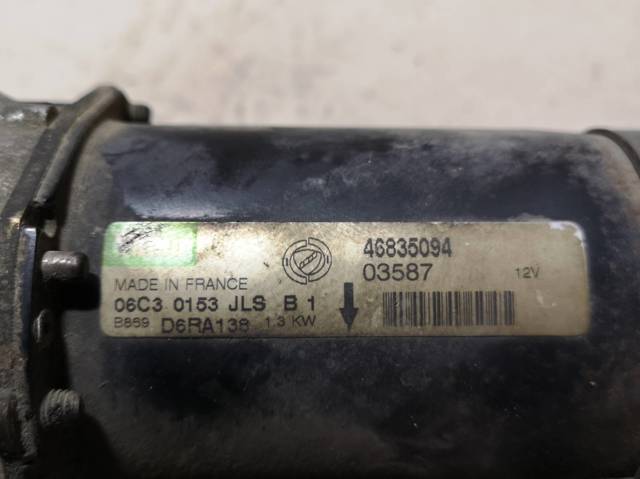 46835094
MADE IN FRANCE 03587 12V
06C3 0153 JLS B 1
B869 D6RA138 1.3 KW